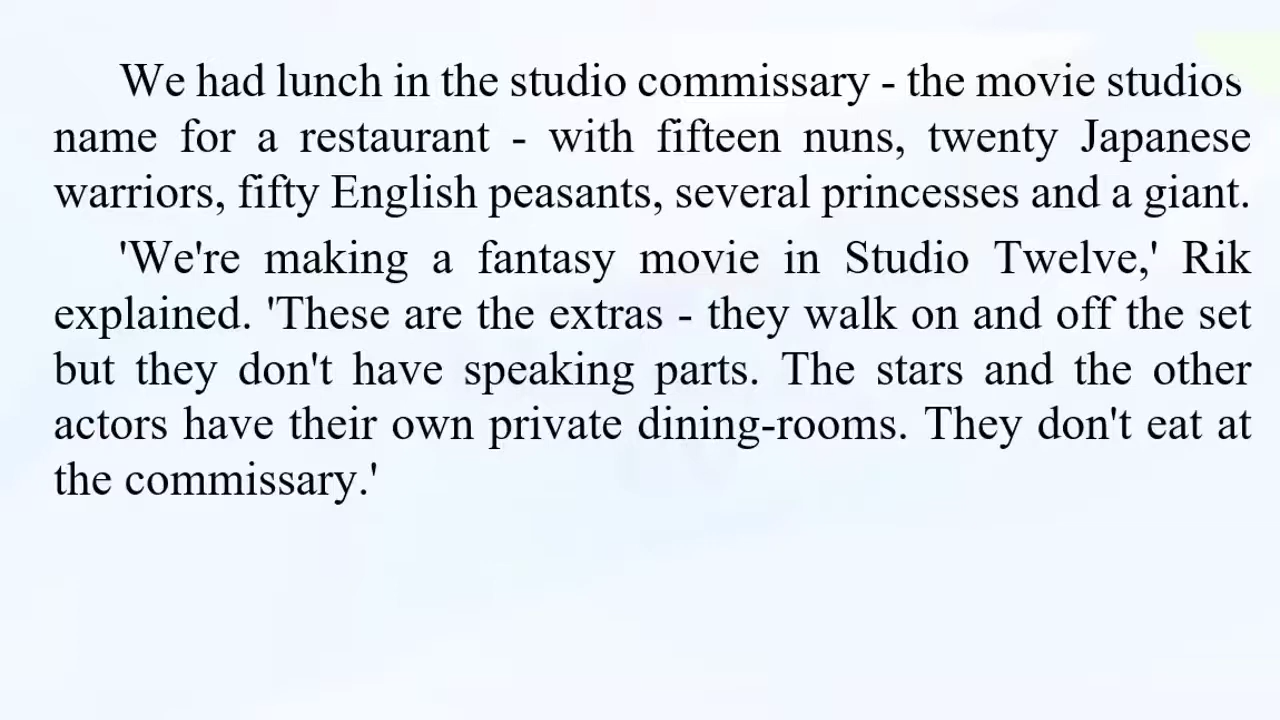 We had lunch in the studio commissary - the movie studios
name for a restaurant - with fifteen nuns, twenty Japanese
warriors, fifty English peasants, several princesses and a giant.
'We're making a fantasy movie in Studio Twelve,' Rik
explained. 'These are the extras - they walk on and off the set
but they don't have speaking parts. The stars and the other
actors have their own private dining-rooms. They don't eat at
the commissary.'